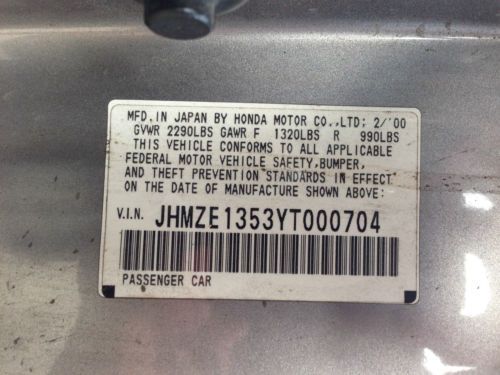 MFD. IN JAPAN BY HONDA MOTOR CO.,LTD: 2/'00
GVWR 2290LBS GAWR F 1320LBS R 990LBS
THIS VEHICLE CONFORMS TO ALL APPLICABLE
FEDERAL MOTOR VEHICLE SAFETY, BUMPER,
AND THEFT PREVENTION STANDARDS IN EFFECT
ON THE DATE OF MANUFACTURE SHOWN ABOVE:
V.I.N. JHMZE1353YT000704
PASSENGER CAR